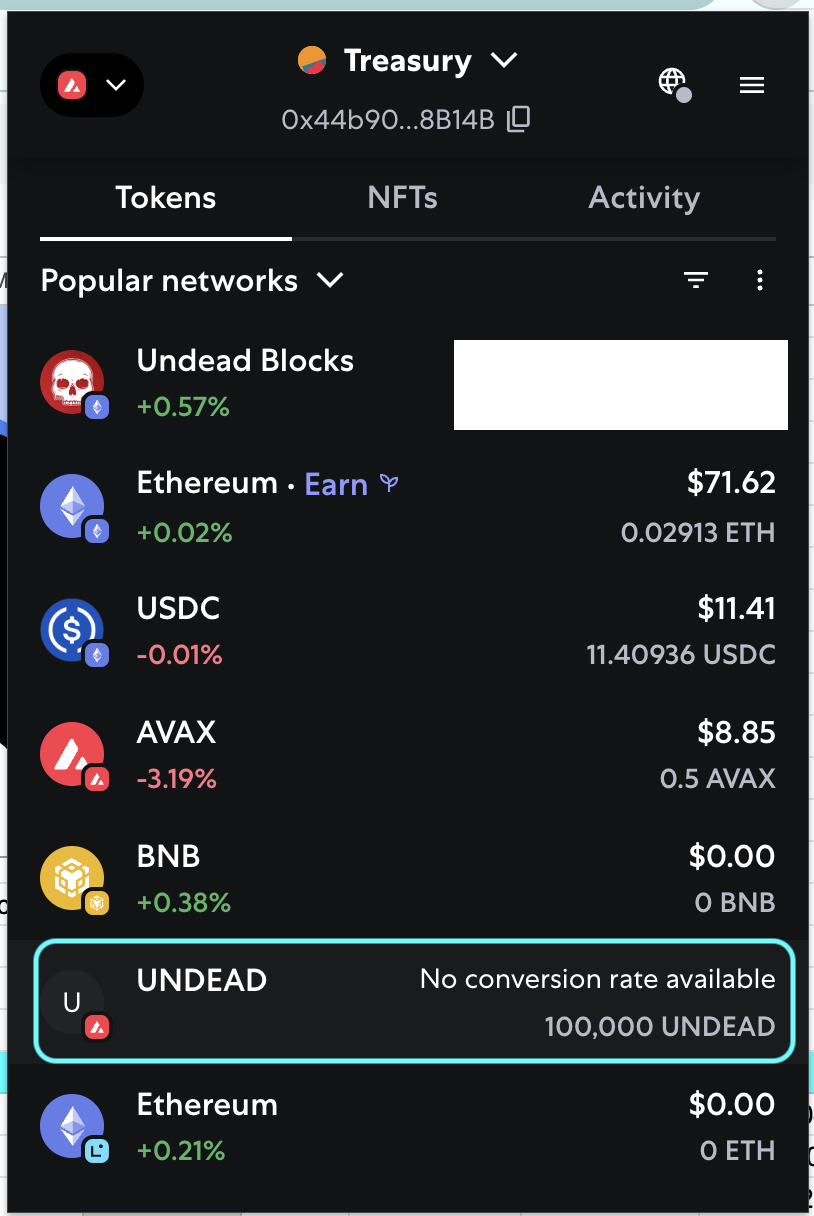 Treasury
0x44b90...8B14B
Tokens NFTs Activity
Popular networks
Undead Blocks
+0.57%
Ethereum • Earn $71.62
+0.02% 0.02913 ETH
USDC $11.41
-0.01% 11.40936 USDC
AVAX $8.85
-3.19% 0.5 AVAX
BNB $0.00
+0.38% 0 BNB
U
UNDEAD No conversion rate available
100,000 UNDEAD
Ethereum $0.00
+0.21% 0 ETH